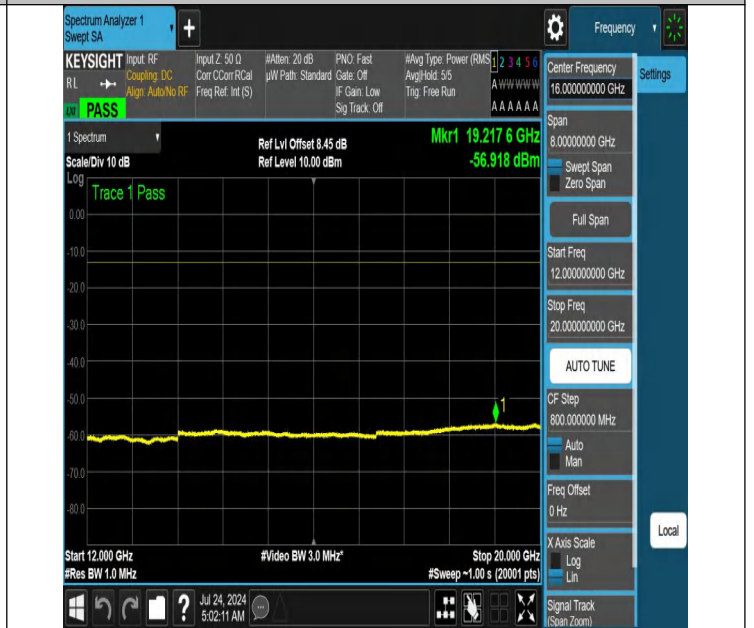 Spectrum Analyzer 1
Swept SA
+
Frequency
KEYSIGHT
RL
PASS
Input: RF
Coupling: DC
Align: Auto/No RF
Input Z: 50 Ω
Corr CCorr RCal
Freq Ref: Int (S)
#Atten: 20 dB
µW Path: Standard
PNO: Fast
Gate: Off
IF Gain: Low
Sig Track: Off
#Avg Type: Power (RMS
Avg|Hold: 5/5
Trig: Free Run
1 2 3 4 5 6
A W W W W W
A A A A A A
1 Spectrum
Scale/Div 10 dB
Ref Lvl Offset 8.45 dB
Ref Level 10.00 dBm
Mkr1 19.217 6 GHz
-56.918 dBm
Log
Trace 1 Pass
0.00
-10.0
-20.0
-30.0
-40.0
-50.0
-60.0
-70.0
-80.0
1
Start 12.000 GHz
#Res BW 1.0 MHz
#Video BW 3.0 MHz*
Stop 20.000 GHz
#Sweep ~1.00 s (20001 pts)
?
Jul 24, 2024
5:02:11 AM
Center Frequency
16.000000000 GHz
Span
8.00000000 GHz
Swept Span
Zero Span
Full Span
Start Freq
12.000000000 GHz
Stop Freq
20.000000000 GHz
AUTO TUNE
CF Step
800.000000 MHz
Auto
Man
Freq Offset
0 Hz
X Axis Scale
Log
Lin
Signal Track
(Span Zoom)
Settings
Local